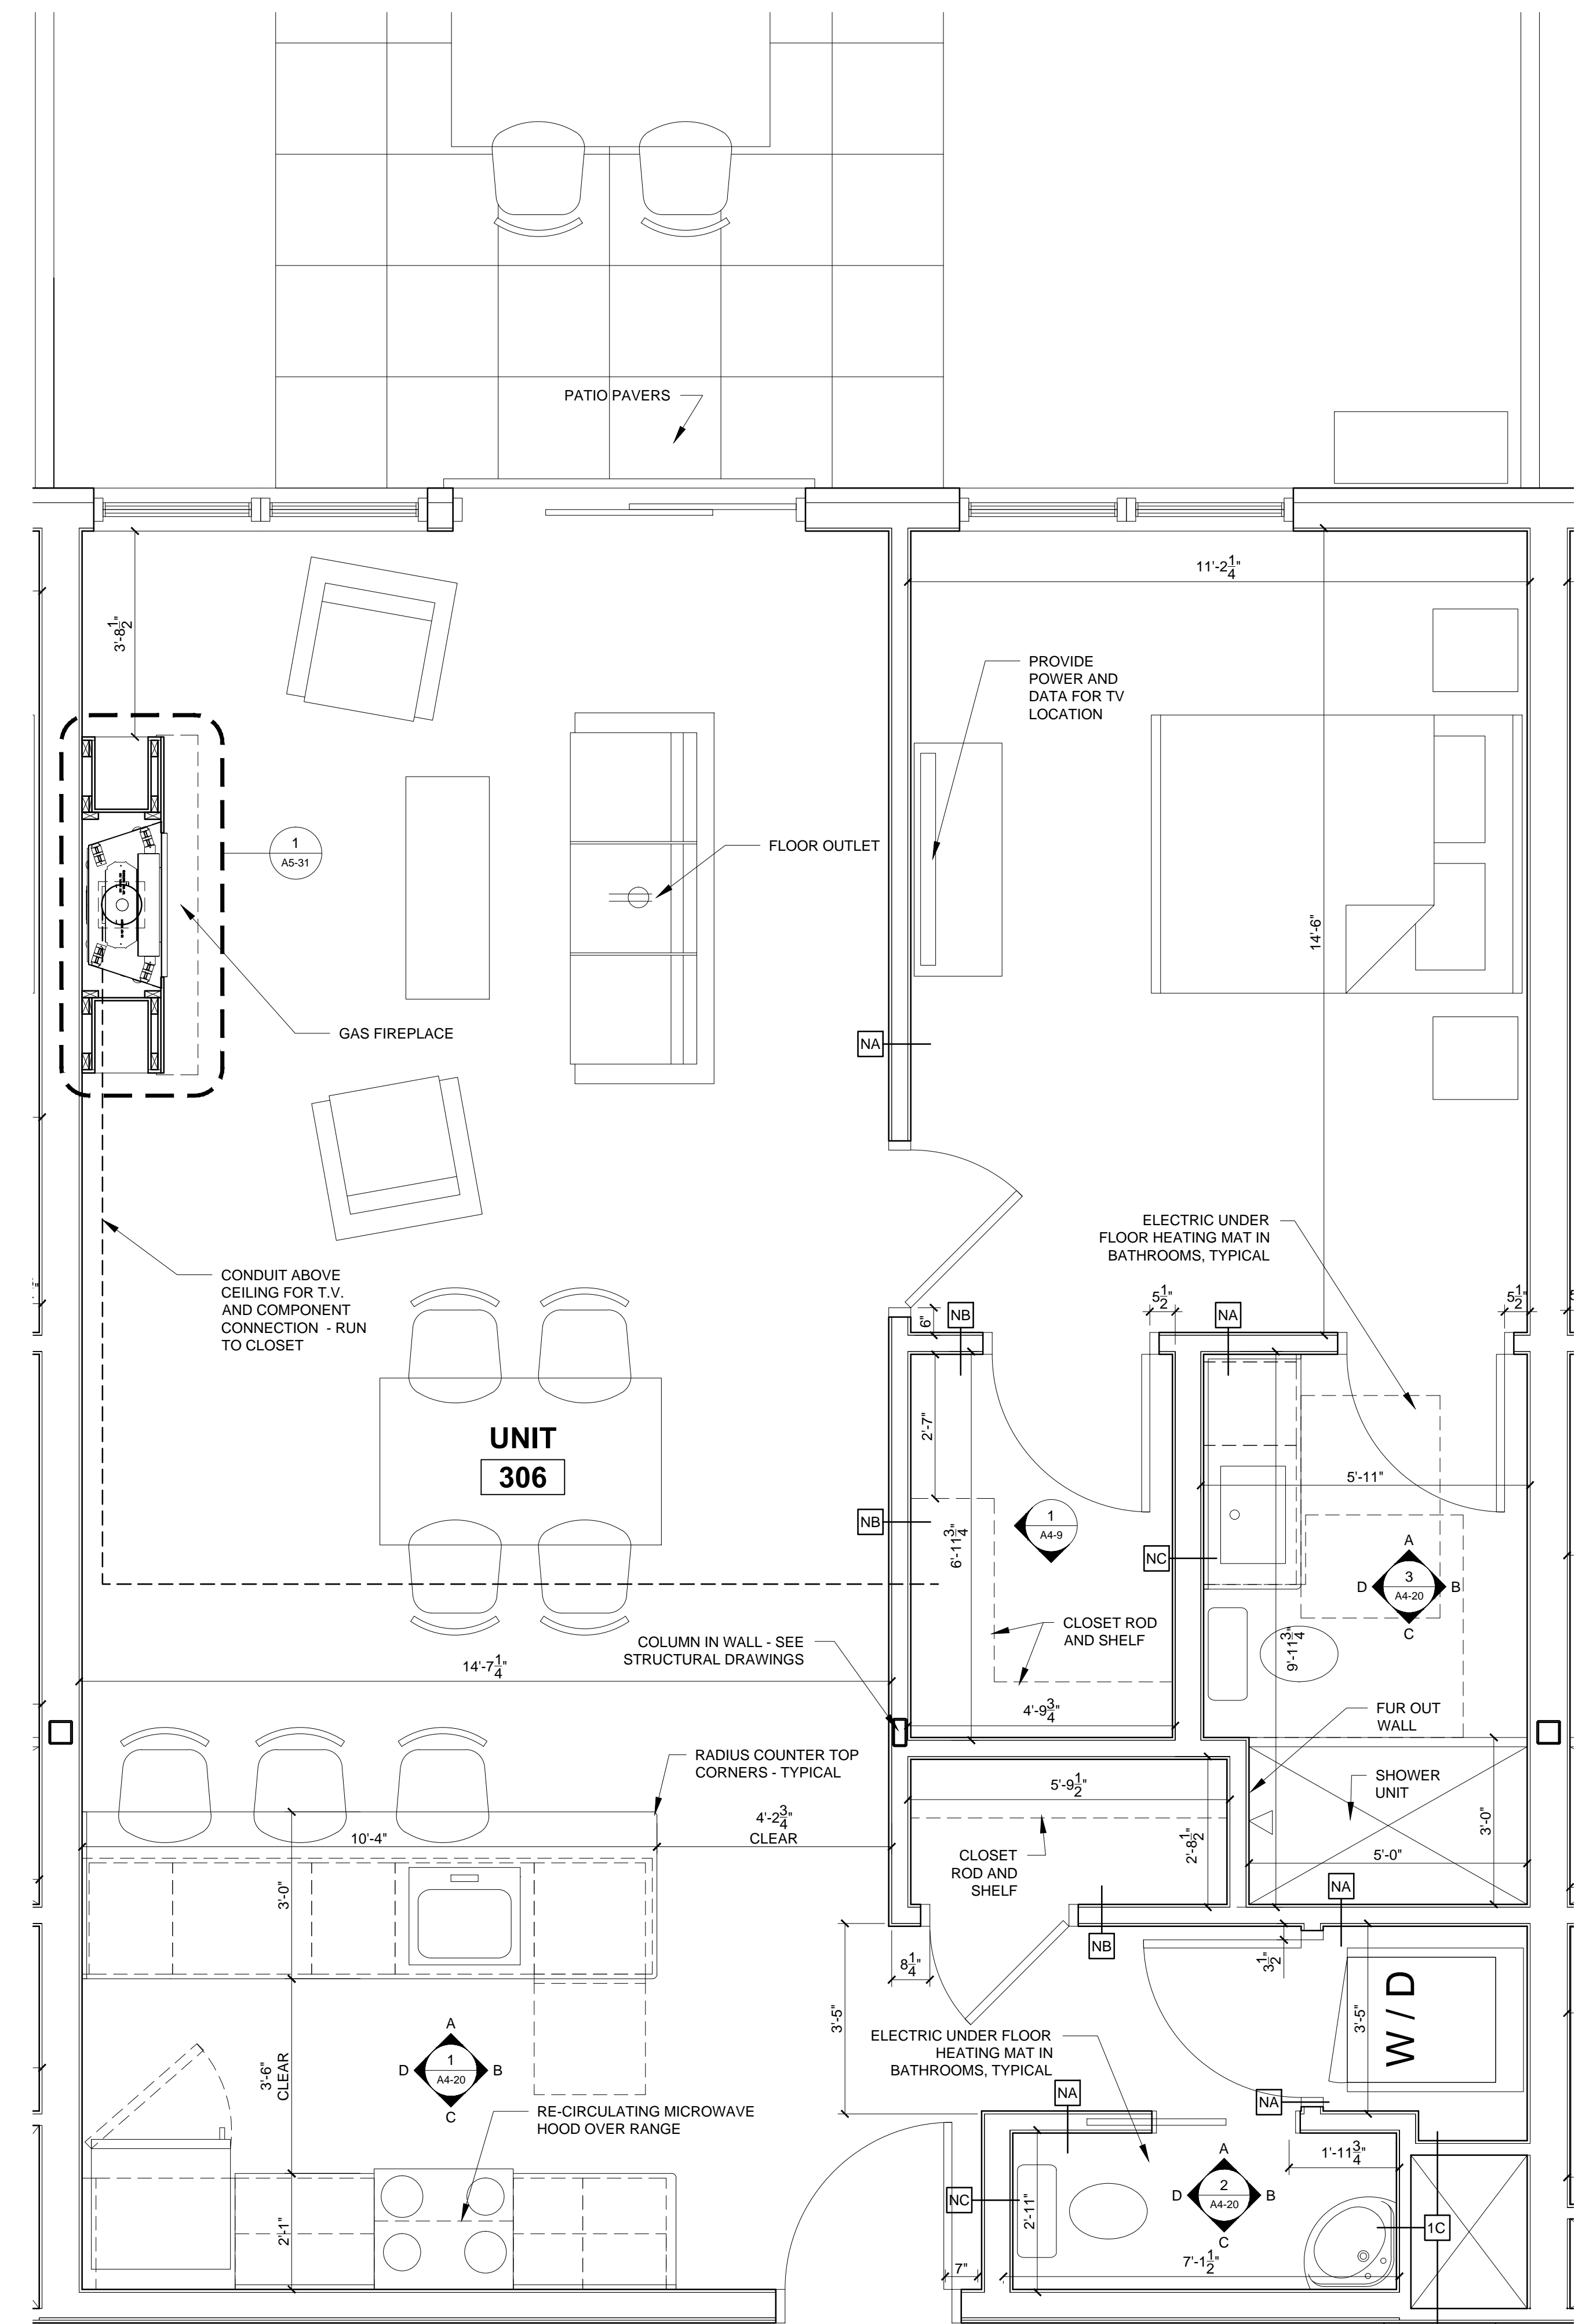 PATIO PAVERS
11'-2 1/4"
3'-8 1/2"
PROVIDE
POWER AND
DATA FOR TV
LOCATION
1
A5-31
FLOOR OUTLET
14'-6"
GAS FIREPLACE
NA
ELECTRIC UNDER
FLOOR HEATING MAT IN
BATHROOMS, TYPICAL
CONDUIT ABOVE
CEILING FOR T.V.
AND COMPONENT
CONNECTION - RUN
TO CLOSET
6"
NB
5 1/2"
NA
5 1/2"
2'-7"
UNIT
306
5'-11"
NB
6'-11 3/4"
1
A4-9
NC
A
D
3
A4-20
B
C
CLOSET ROD
AND SHELF
9'-11 3/4"
COLUMN IN WALL - SEE
STRUCTURAL DRAWINGS
14'-7 1/4"
4'-9 3/4"
FUR OUT
WALL
RADIUS COUNTER TOP
CORNERS - TYPICAL
5'-9 1/2"
SHOWER
UNIT
4'-2 3/4"
CLEAR
10'-4"
2'-8 1/2"
3'-0"
CLOSET
ROD AND
SHELF
5'-0"
3'-0"
NA
NB
8 1/4"
3 1/2"
3'-5"
3'-5"
W / D
ELECTRIC UNDER FLOOR
HEATING MAT IN
BATHROOMS, TYPICAL
A
D
1
A4-20
B
C
3'-6"
CLEAR
NA
NA
RE-CIRCULATING MICROWAVE
HOOD OVER RANGE
1'-11 3/4"
A
D
2
A4-20
B
C
NC
2'-11"
1C
2'-1"
7"
7'-1 1/2"